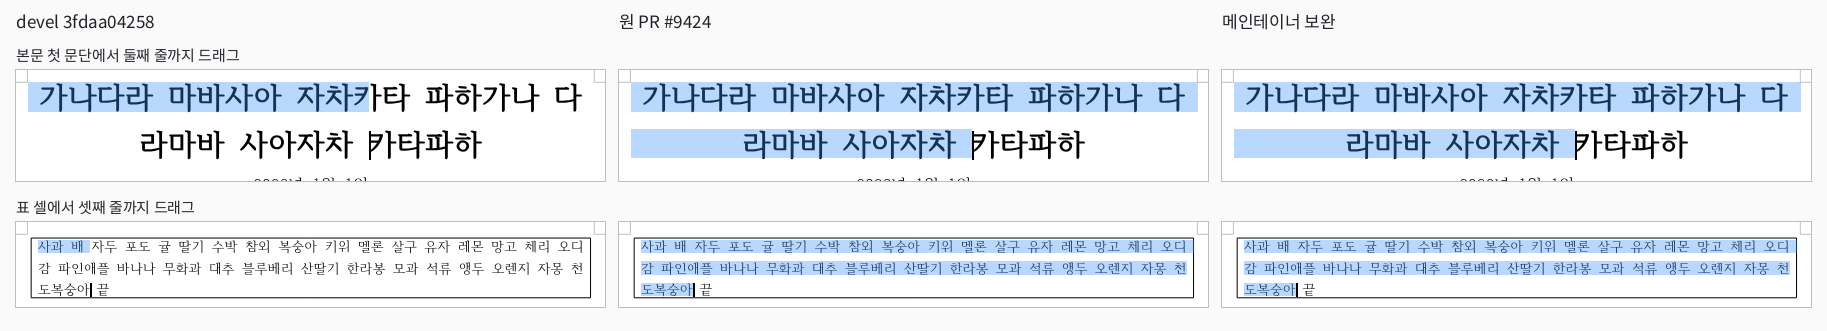 devel 3fdaa04258
원 PR #9424
메인테이너 보완
본문 첫 문단에서 둘째 줄까지 드래그
가나다라 마바사아 자차카타 파하가나 다
라마바 사아자차 카타파하
가나다라 마바사아 자차카타 파하가나 다
라마바 사아자차 카타파하
가나다라 마바사아 자차카타 파하가나 다
라마바 사아자차 카타파하
표 셀에서 셋째 줄까지 드래그
사과 배 자두 포도 귤 딸기 수박 참외 복숭아 키위 멜론 살구 유자 레몬 망고 체리 오디
감 파인애플 바나나 무화과 대추 블루베리 산딸기 한라봉 모과 석류 앵두 오렌지 자몽 천
도복숭아 끝
사과 배 자두 포도 귤 딸기 수박 참외 복숭아 키위 멜론 살구 유자 레몬 망고 체리 오디
감 파인애플 바나나 무화과 대추 블루베리 산딸기 한라봉 모과 석류 앵두 오렌지 자몽 천
도복숭아 끝
사과 배 자두 포도 귤 딸기 수박 참외 복숭아 키위 멜론 살구 유자 레몬 망고 체리 오디
감 파인애플 바나나 무화과 대추 블루베리 산딸기 한라봉 모과 석류 앵두 오렌지 자몽 천
도복숭아 끝